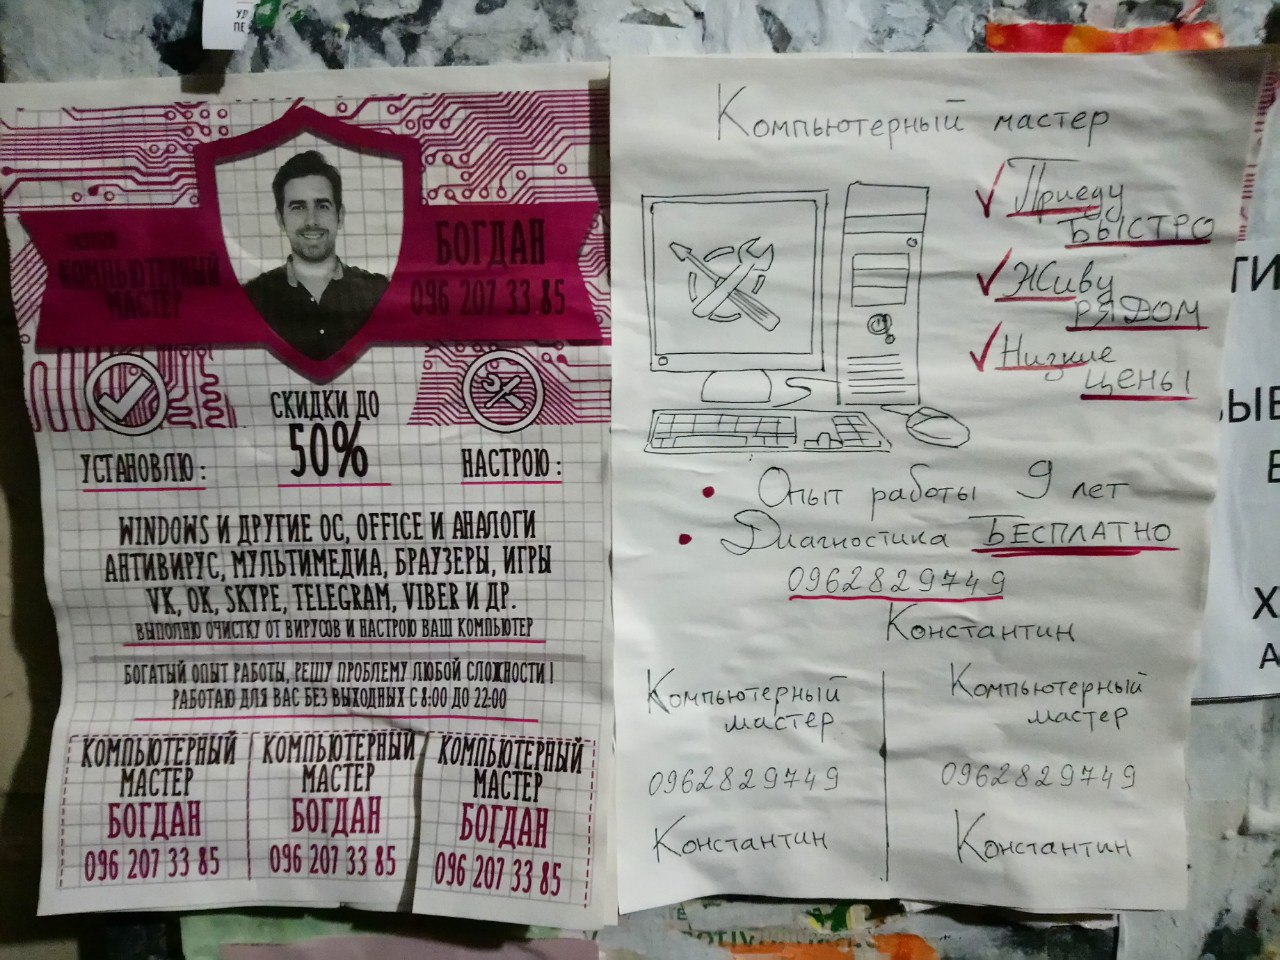 УД
ПЕ
КОМПЬЮТЕРНЫЙ
МАСТЕР
БОГДАН
096 207 33 85
СКИДКИ ДО
50%
УСТАНОВЛЮ:
НАСТРОЮ:
WINDOWS И ДРУГИЕ ОС, OFFICE И АНАЛОГИ
АНТИВИРУС, МУЛЬТИМЕДИА, БРАУЗЕРЫ, ИГРЫ
VK, OK, SKYPE, TELEGRAM, VIBER И ДР.
ВЫПОЛНЮ ОЧИСТКУ ОТ ВИРУСОВ И НАСТРОЮ ВАШ КОМПЬЮТЕР
БОГАТЫЙ ОПЫТ РАБОТЫ, РЕШУ ПРОБЛЕМУ ЛЮБОЙ СЛОЖНОСТИ!
РАБОТАЮ ДЛЯ ВАС БЕЗ ВЫХОДНЫХ С 8:00 ДО 22:00
КОМПЬЮТЕРНЫЙ
МАСТЕР
БОГДАН
096 207 33 85
КОМПЬЮТЕРНЫЙ
МАСТЕР
БОГДАН
096 207 33 85
КОМПЬЮТЕРНЫЙ
МАСТЕР
БОГДАН
096 207 33 85
Компьютерный мастер
Приеду
БЫСТРО
Живу
РЯДОМ
Низкие
ЦЕНЫ
Опыт работы 9 лет
Диагностика БЕСПЛАТНО
0962829749
Константин
Компьютерный
мастер
0962829749
Константин
Компьютерный
мастер
0962829749
Константин